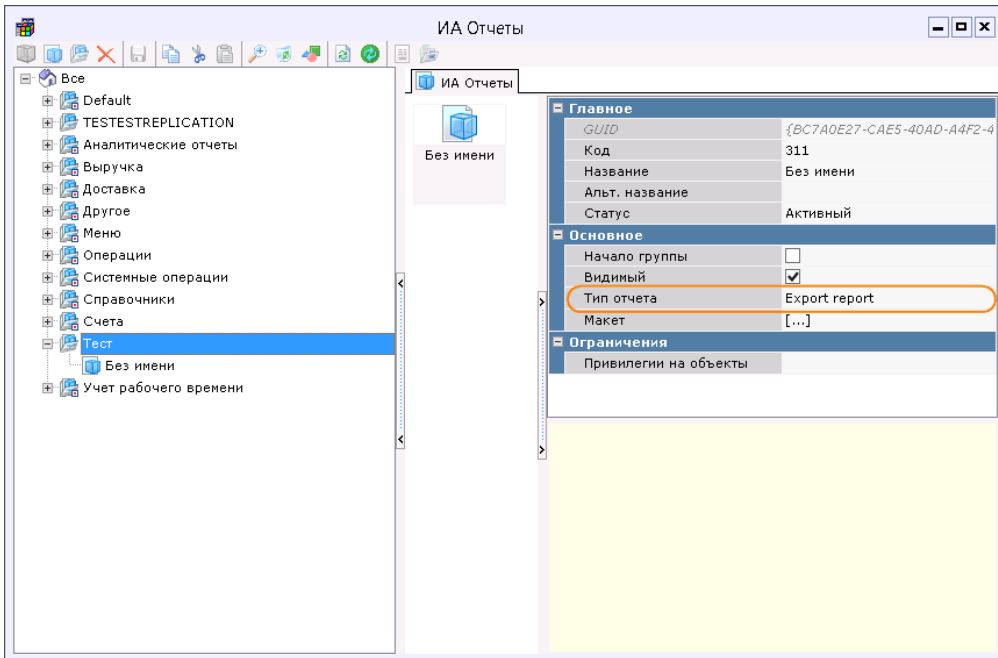 ИА Отчеты
Все
Default
TESTESTREPLICATION
Аналитические отчеты
Выручка
Доставка
Другое
Меню
Операции
Системные операции
Справочники
Счета
Тест
Без имени
Учет рабочего времени
ИА Отчеты
Без имени
Главное
GUID {BC7A0E27-CAE5-40AD-A4F2-4
Код 311
Название Без имени
Альт. название
Статус Активный
Основное
Начало группы
Видимый
Тип отчета Export report
Макет [...]
Ограничения
Привилегии на объекты